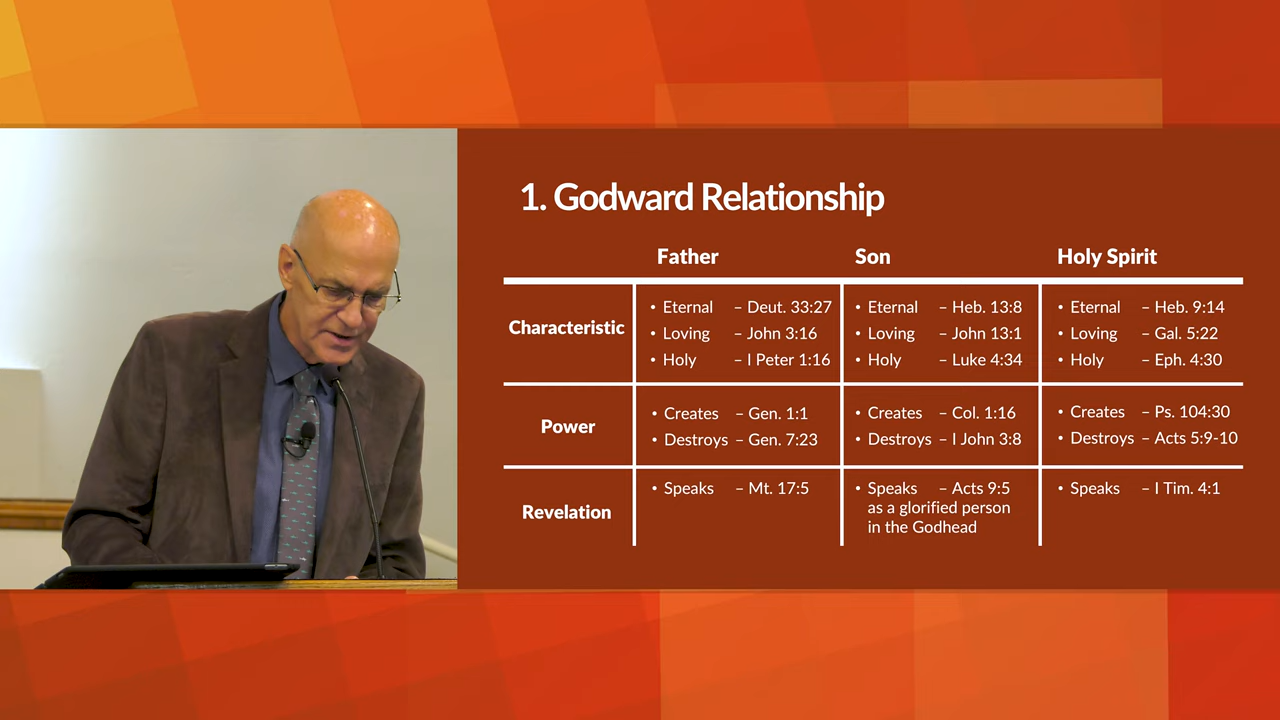 1. Godward Relationship
Father Son Holy Spirit
Characteristic
• Eternal – Deut. 33:27
• Loving – John 3:16
• Holy – I Peter 1:16
• Eternal – Heb. 13:8
• Loving – John 13:1
• Holy – Luke 4:34
• Eternal – Heb. 9:14
• Loving – Gal. 5:22
• Holy – Eph. 4:30
Power
• Creates – Gen. 1:1
• Destroys – Gen. 7:23
• Creates – Col. 1:16
• Destroys – I John 3:8
• Creates – Ps. 104:30
• Destroys – Acts 5:9-10
Revelation
• Speaks – Mt. 17:5
• Speaks – Acts 9:5
as a glorified person
in the Godhead
• Speaks – I Tim. 4:1